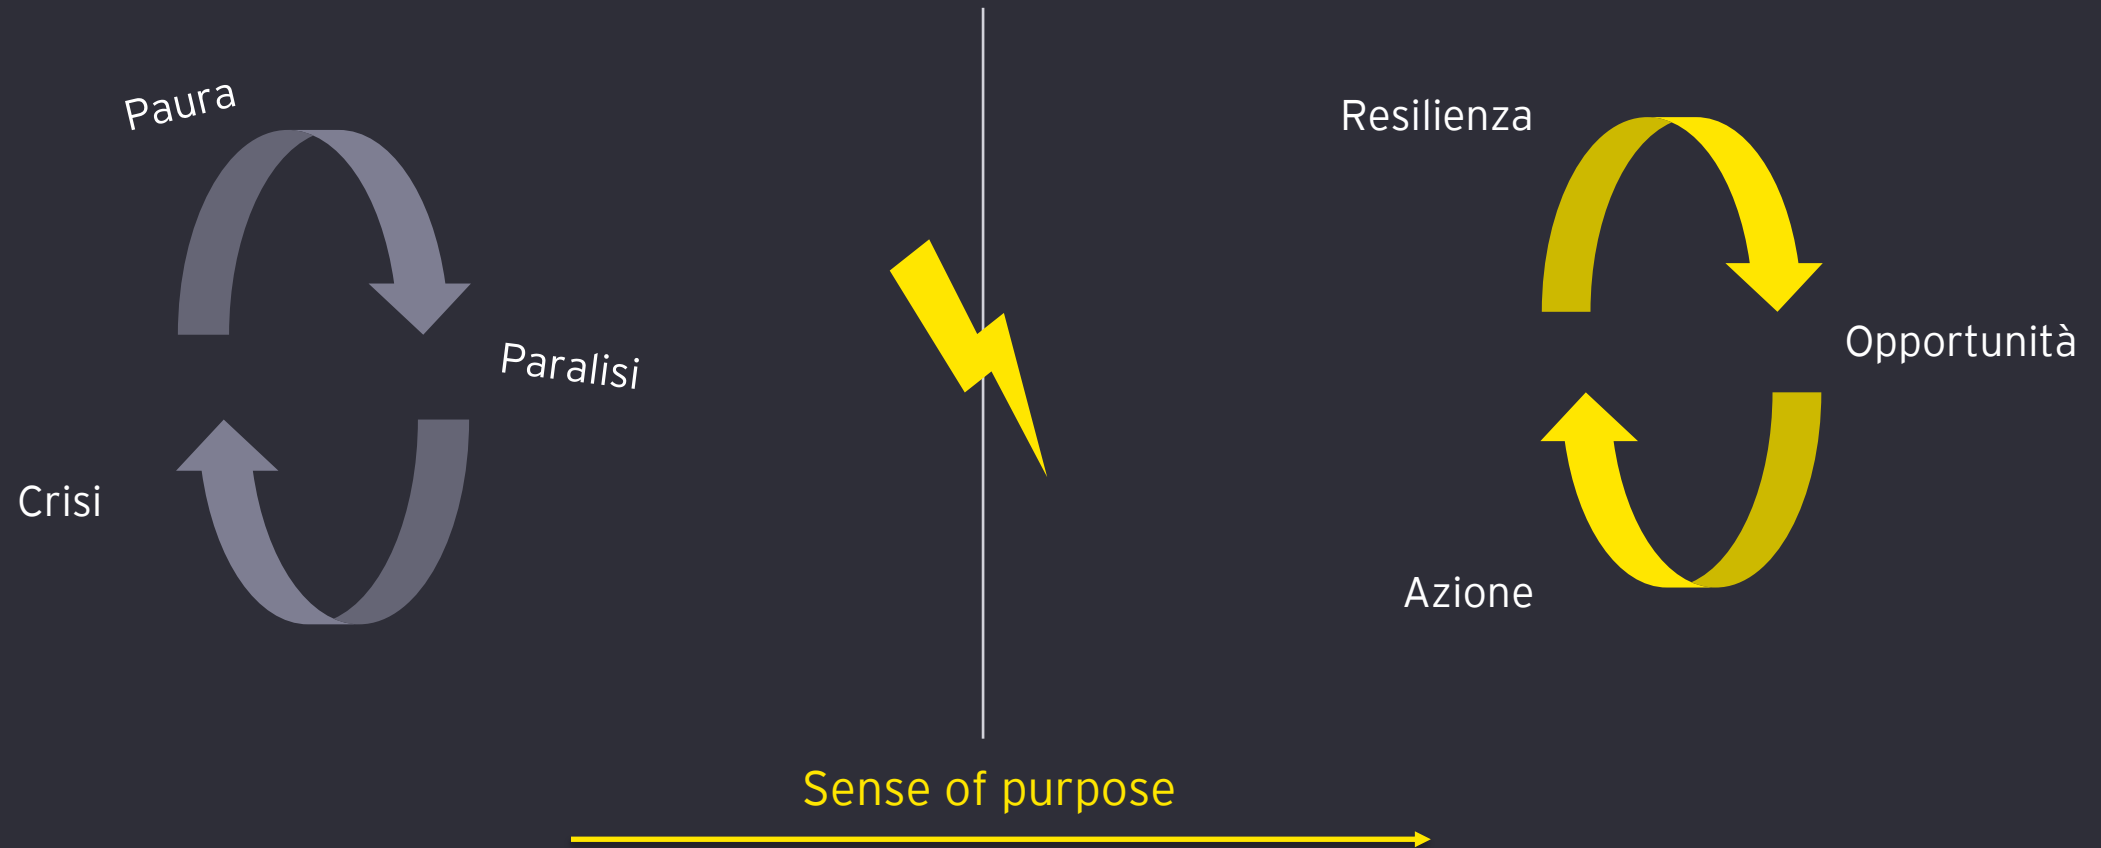 Paura
Paralisi
Crisi
Resilienza
Opportunità
Azione
Sense of purpose